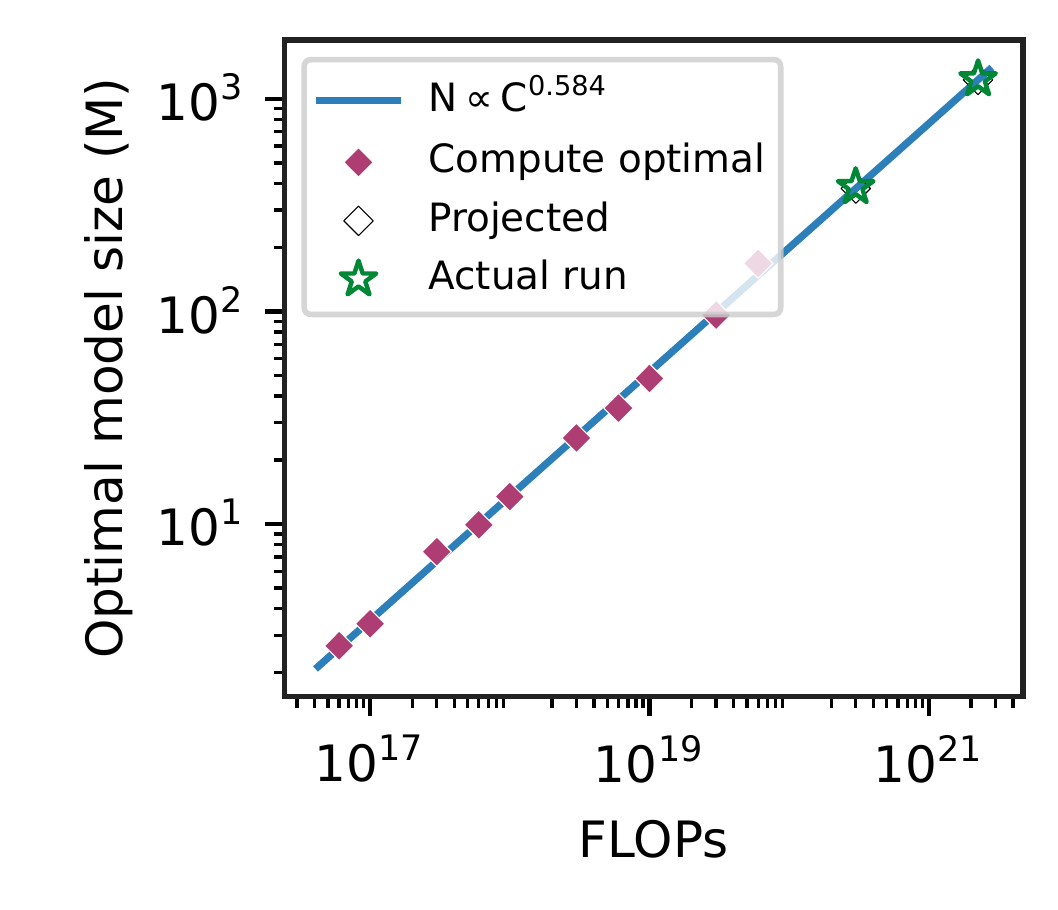 N ∝ C^0.584
Compute optimal
Projected
Actual run
Optimal model size (M)
10^3
10^2
10^1
10^17 10^19 10^21
FLOPs